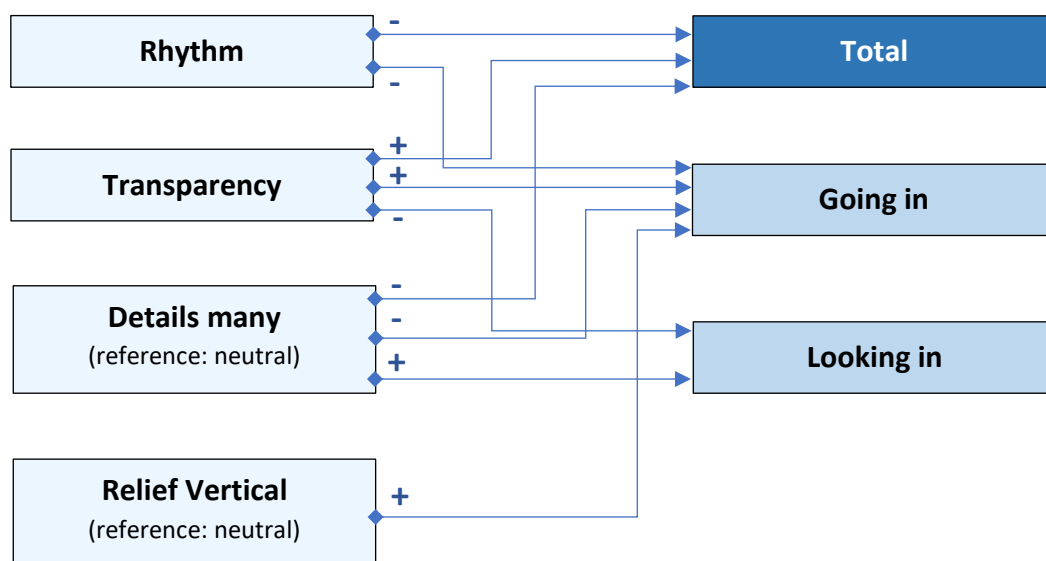 -
Rhythm
Total
-
+
Transparency
+
Going in
-
-
Details many
-
(reference: neutral)
+
Looking in
Relief Vertical
+
(reference: neutral)